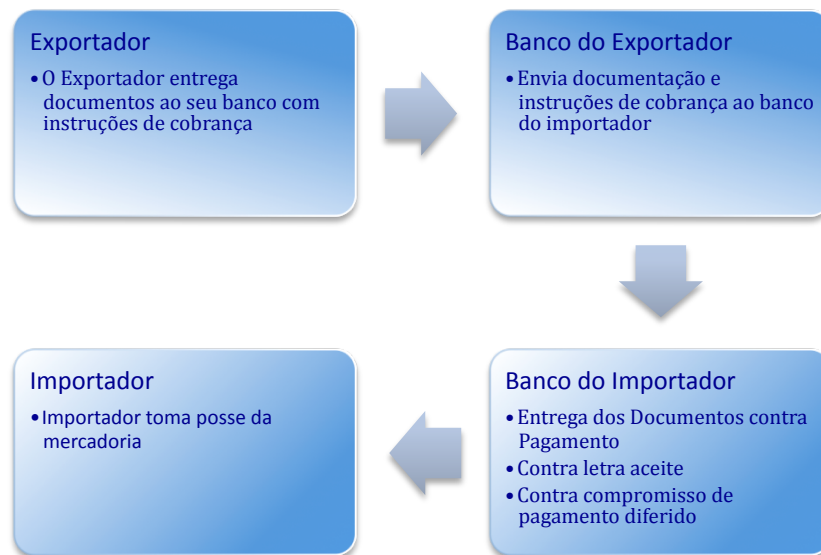 Exportador
•O Exportador entrega
documentos ao seu banco com
instruções de cobrança
Banco do Exportador
•Envia documentação e
instruções de cobrança ao banco
do importador
Importador
•Importador toma posse da
mercadoria
Banco do Importador
•Entrega dos Documentos contra
Pagamento
•Contra letra aceite
•Contra compromisso de
pagamento diferido